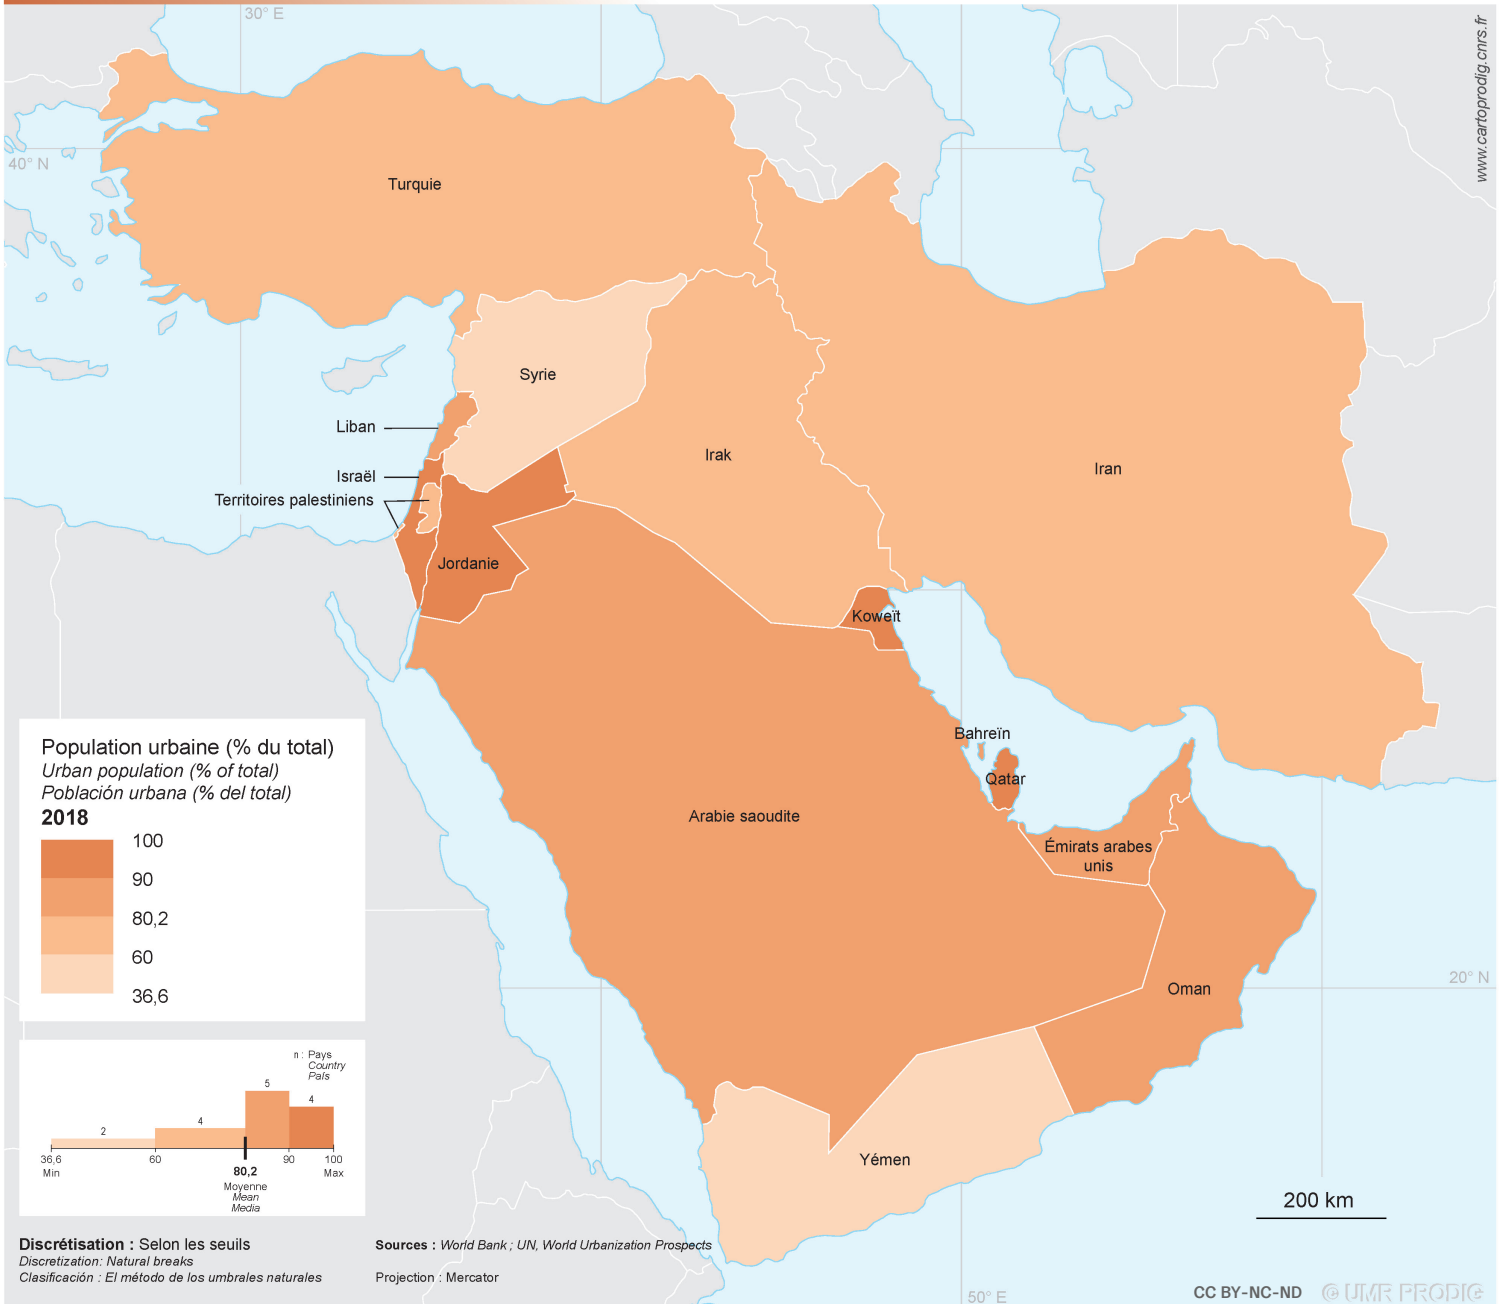 30° E
www.cartoprodig.cnrs.fr
40° N
Turquie
Syrie
Liban
Irak
Iran
Israël
Territoires palestiniens
Jordanie
Koweït
Bahreïn
Qatar
Arabie saoudite
Émirats arabes
unis
Oman
20° N
Yémen
Population urbaine (% du total)
Urban population (% of total)
Población urbana (% del total)
2018
100
90
80,2
60
36,6
n : Pays
Country
País
2
4
5
4
36,6
Min
60
80,2
Moyenne
Mean
Media
90
100
Max
200 km
Discrétisation : Selon les seuils
Discretization: Natural breaks
Clasificación : El método de los umbrales naturales
Sources : World Bank ; UN, World Urbanization Prospects
Projection : Mercator
50° E
CC BY-NC-ND
© UMR PRODIG